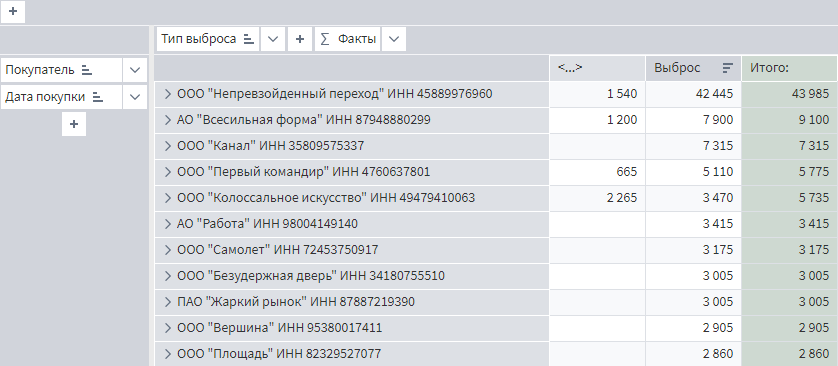 +
Тип выброса + Σ Факты
Покупатель <...> Выброс Итого:
Дата покупки
+
ООО "Непревзойденный переход" ИНН 45889976960 1 540 42 445 43 985
АО "Всесильная форма" ИНН 87948880299 1 200 7 900 9 100
ООО "Канал" ИНН 35809575337 7 315 7 315
ООО "Первый командир" ИНН 4760637801 665 5 110 5 775
ООО "Колоссальное искусство" ИНН 49479410063 2 265 3 470 5 735
АО "Работа" ИНН 98004149140 3 415 3 415
ООО "Самолет" ИНН 72453750917 3 175 3 175
ООО "Безудержная дверь" ИНН 34180755510 3 005 3 005
ПАО "Жаркий рынок" ИНН 87887219390 3 005 3 005
ООО "Вершина" ИНН 95380017411 2 905 2 905
ООО "Площадь" ИНН 82329527077 2 860 2 860